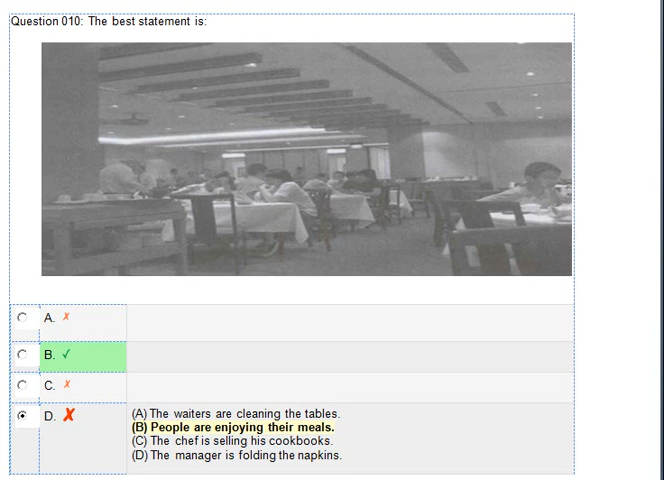 Question 010: The best statement is:
A. ✗
B. ✓
C. ✗
D. ✗
(A) The waiters are cleaning the tables.
(B) People are enjoying their meals.
(C) The chef is selling his cookbooks.
(D) The manager is folding the napkins.